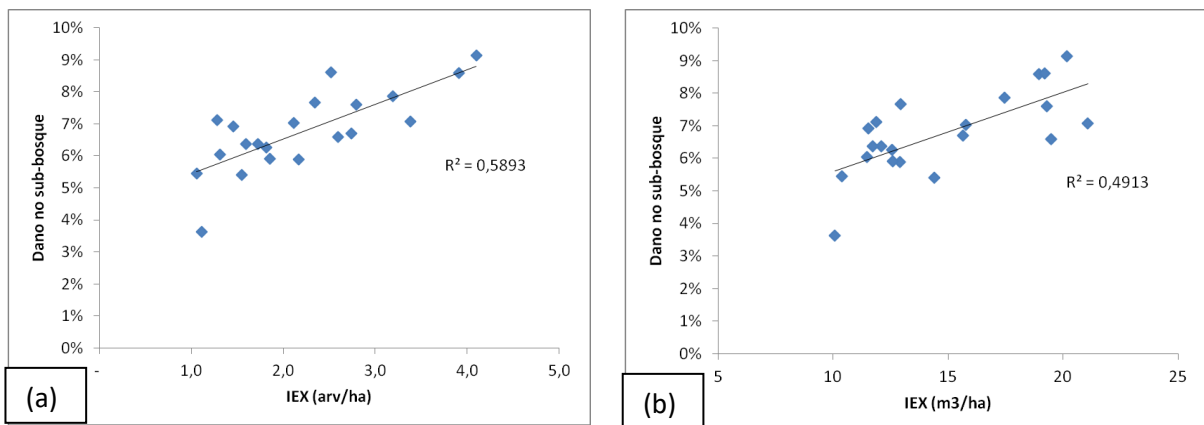 10%
9%
8%
7%
6%
5%
4%
3%
2%
1%
0%
Dano no sub-bosque
R² = 0,5893
- 1,0 2,0 3,0 4,0 5,0
IEX (arv/ha)
(a)
10%
9%
8%
7%
6%
5%
4%
3%
2%
1%
0%
Dano no sub-bosque
R² = 0,4913
5 10 15 20 25
IEX (m3/ha)
(b)